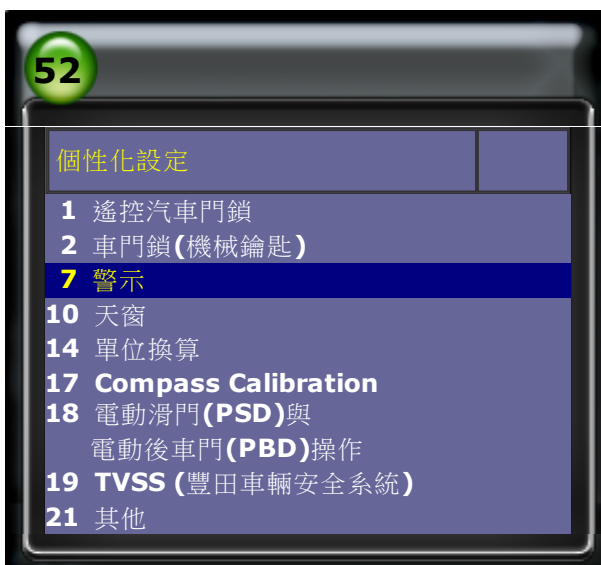 52
個性化設定
1 遙控汽車門鎖
2 車門鎖(機械鑰匙)
7 警示
10 天窗
14 單位換算
17 Compass Calibration
18 電動滑門(PSD)與
電動後車門(PBD)操作
19 TVSS (豐田車輛安全系統)
21 其他